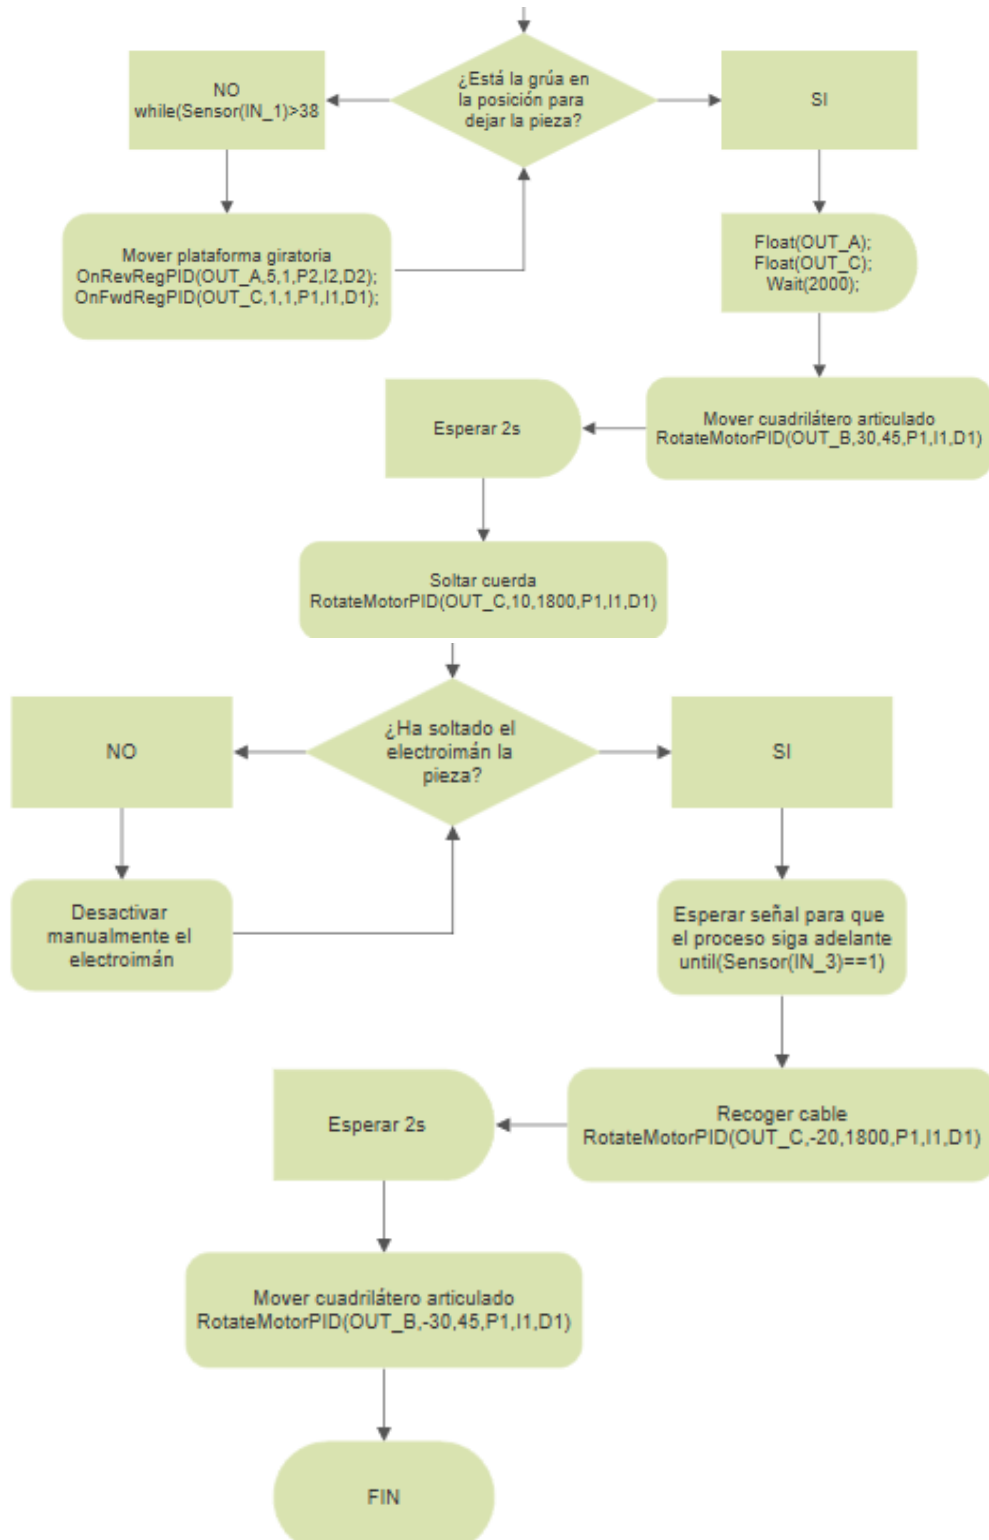 ¿Está la grúa en
la posición para
dejar la pieza?
NO
while(Sensor(IN_1)>38
SI
Mover plataforma giratoria
OnRevRegPID(OUT_A,5,1,P2,I2,D2);
OnFwdRegPID(OUT_C,1,1,P1,I1,D1);
Float(OUT_A);
Float(OUT_C);
Wait(2000);
Mover cuadrilátero articulado
RotateMotorPID(OUT_B,30,45,P1,I1,D1)
Esperar 2s
Soltar cuerda
RotateMotorPID(OUT_C,10,1800,P1,I1,D1)
¿Ha soltado el
electroimán la
pieza?
NO
SI
Desactivar
manualmente el
electroimán
Esperar señal para que
el proceso siga adelante
until(Sensor(IN_3)==1)
Recoger cable
RotateMotorPID(OUT_C,-20,1800,P1,I1,D1)
Esperar 2s
Mover cuadrilátero articulado
RotateMotorPID(OUT_B,-30,45,P1,I1,D1)
FIN